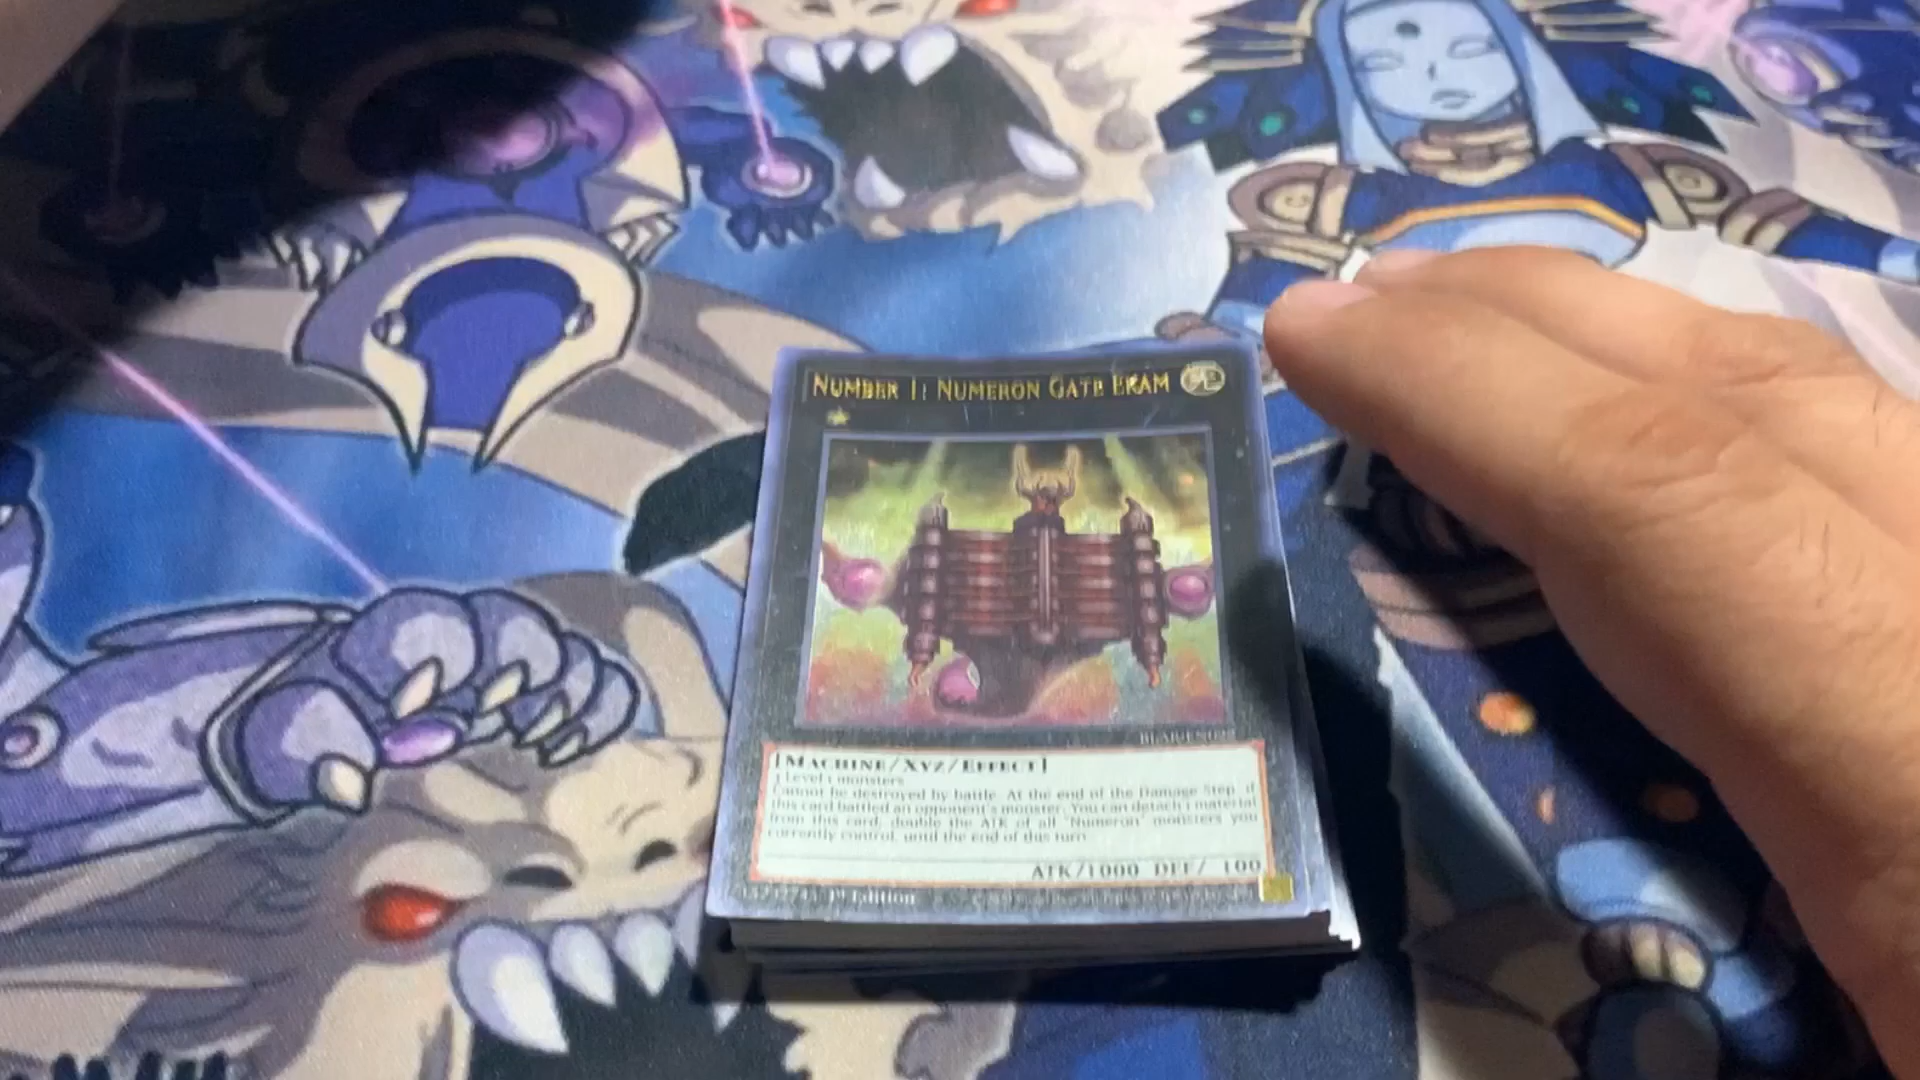 NUMBER 1: NUMERON GATE EKAM
[MACHINE/XYZ/EFFECT]
3 Level 1 monsters
Cannot be destroyed by battle. At the end of the Damage Step, if
this card battled an opponent's monster: You can detach 1 material
from this card; double the ATK of all "Numeron" monsters you
currently control, until the end of this turn.
ATK/1000 DEF/ 100
1st Edition